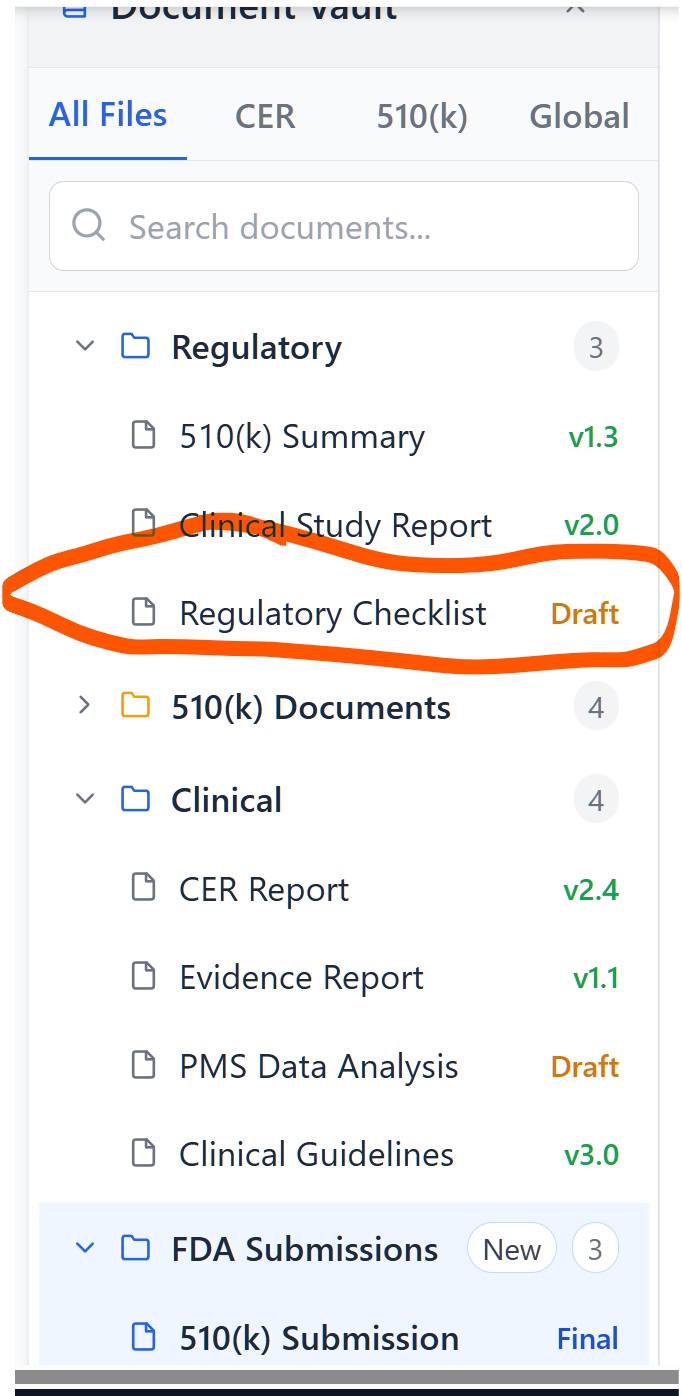 Document Vault
All Files CER 510(k) Global
Search documents...
Regulatory 3
510(k) Summary v1.3
Clinical Study Report v2.0
Regulatory Checklist Draft
510(k) Documents 4
Clinical 4
CER Report v2.4
Evidence Report v1.1
PMS Data Analysis Draft
Clinical Guidelines v3.0
FDA Submissions New 3
510(k) Submission Final